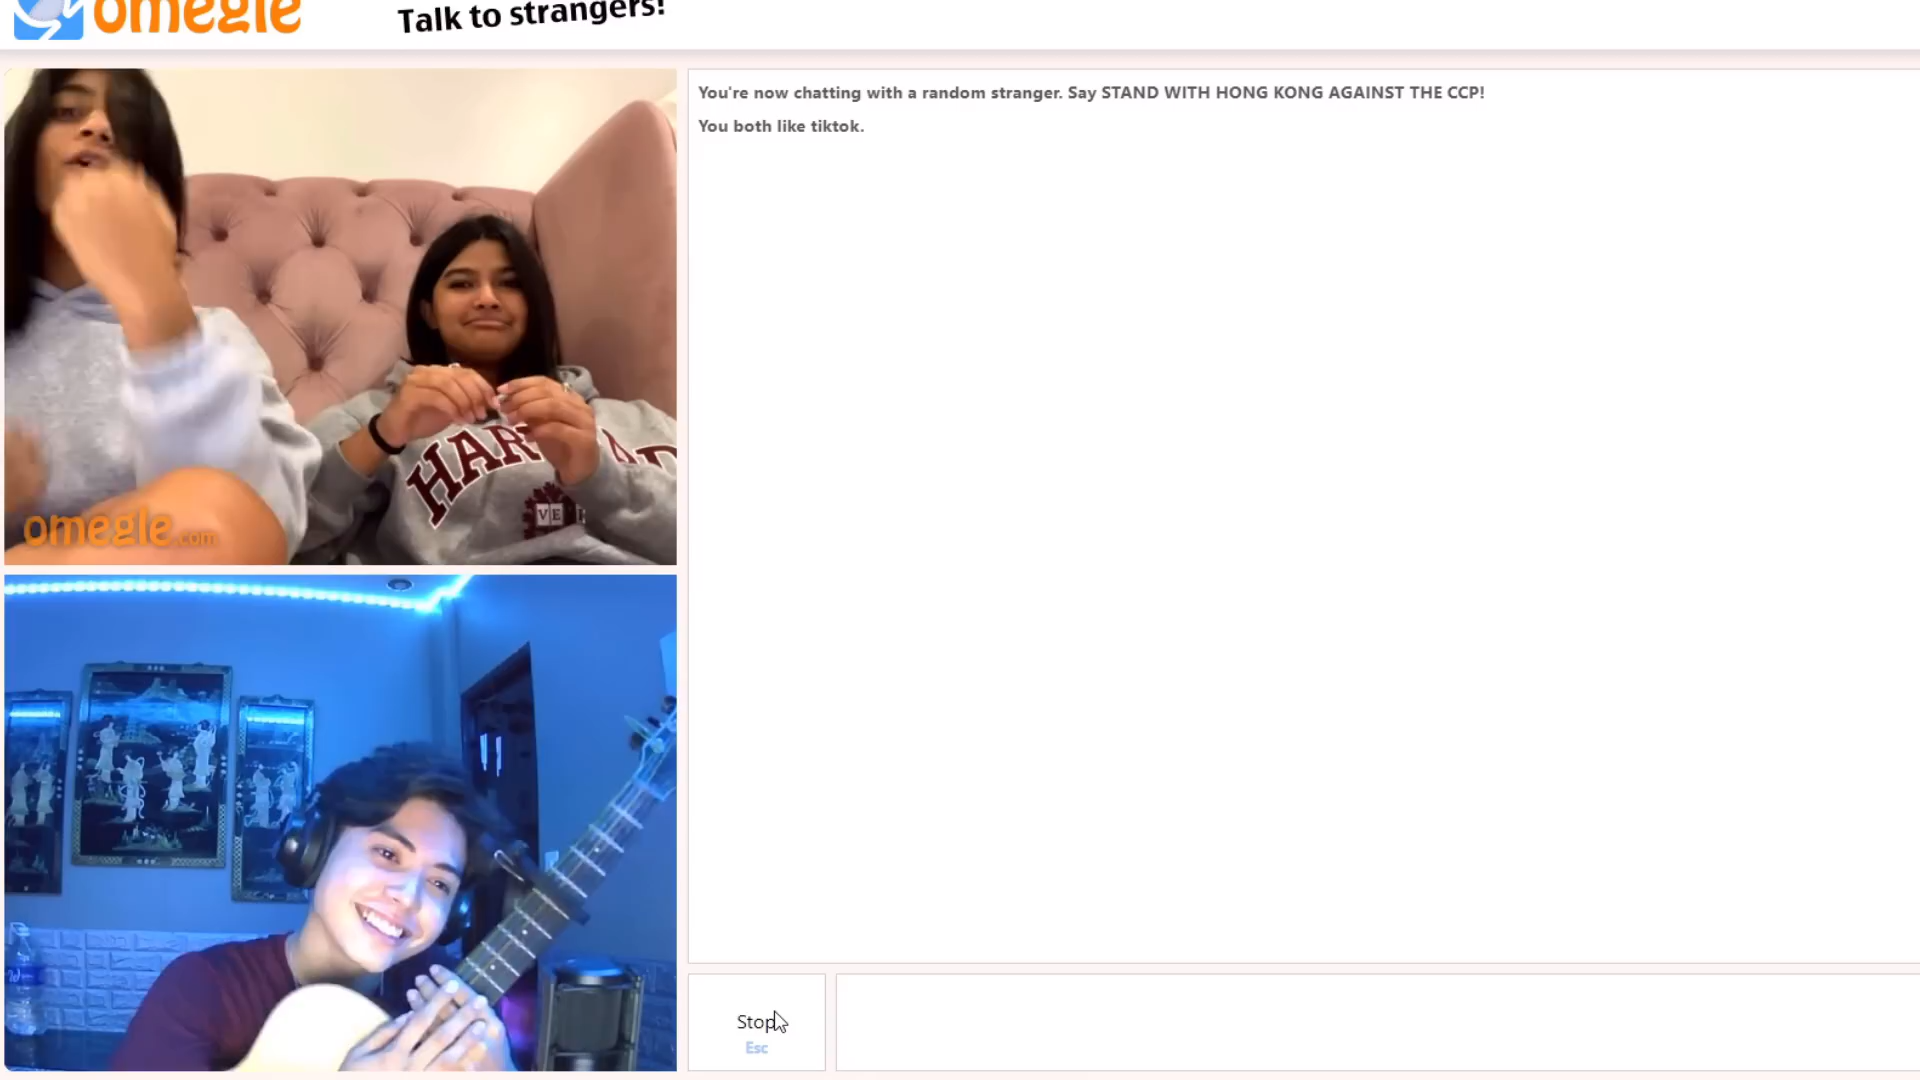 omegle
Talk to strangers!
You're now chatting with a random stranger. Say STAND WITH HONG KONG AGAINST THE CCP!
You both like tiktok.
VE
omegle.com
Stop
Esc